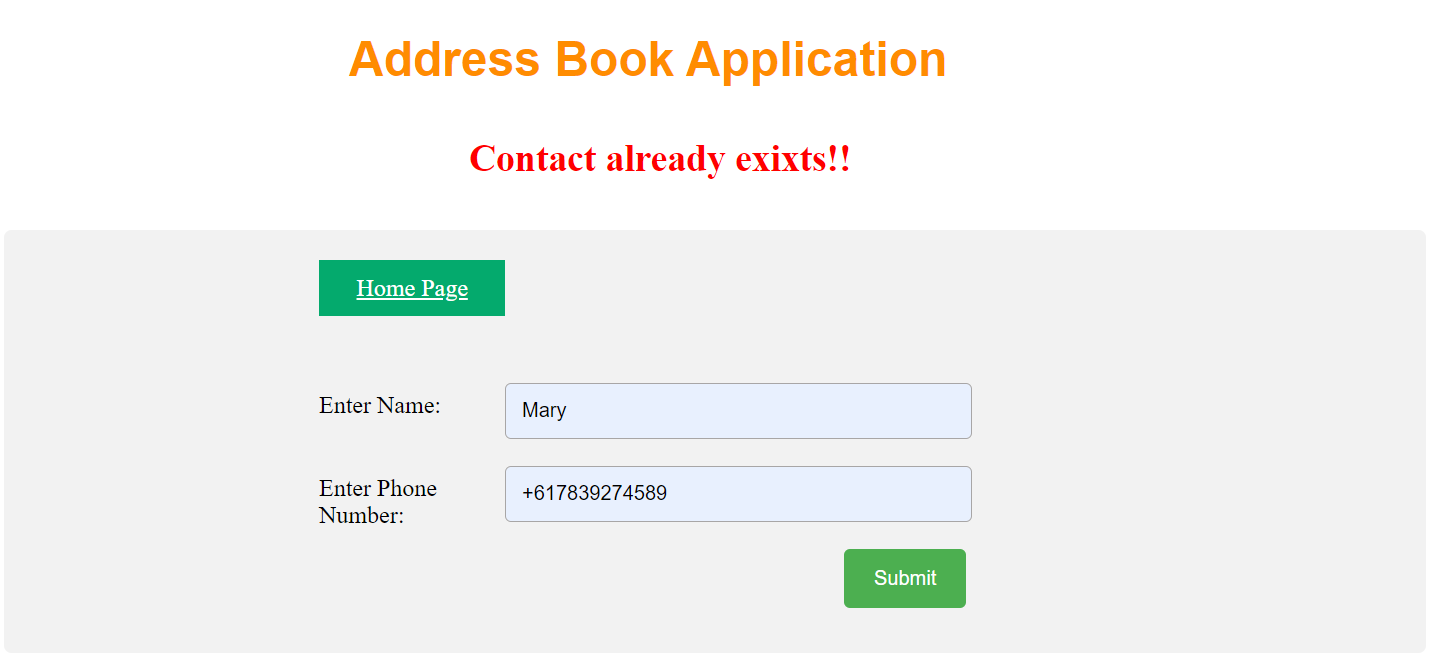 Address Book Application
Contact already exixts!!
Home Page
Enter Name:
Mary
Enter Phone
Number:
+617839274589
Submit